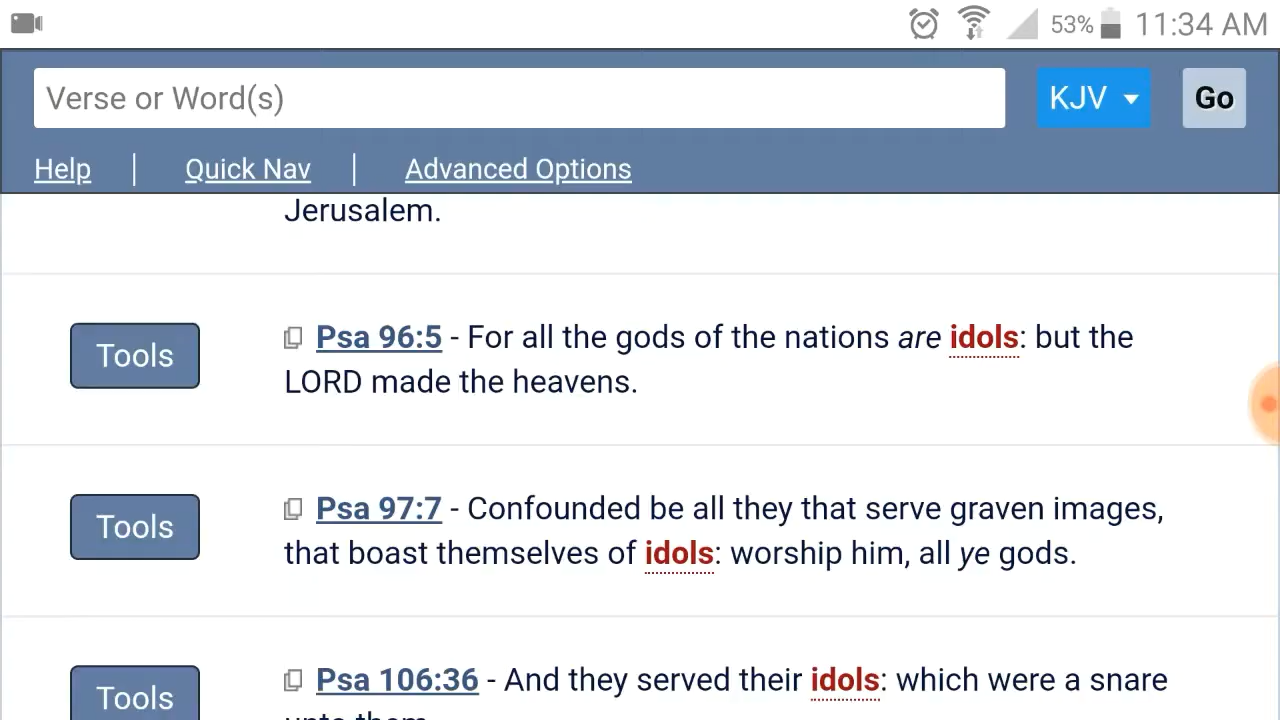 53% 11:34 AM
Verse or Word(s) KJV Go
Help | Quick Nav | Advanced Options
Jerusalem.
Tools
Psa 96:5 - For all the gods of the nations are idols: but the
LORD made the heavens.
Tools
Psa 97:7 - Confounded be all they that serve graven images,
that boast themselves of idols: worship him, all ye gods.
Tools
Psa 106:36 - And they served their idols: which were a snare
unto them.